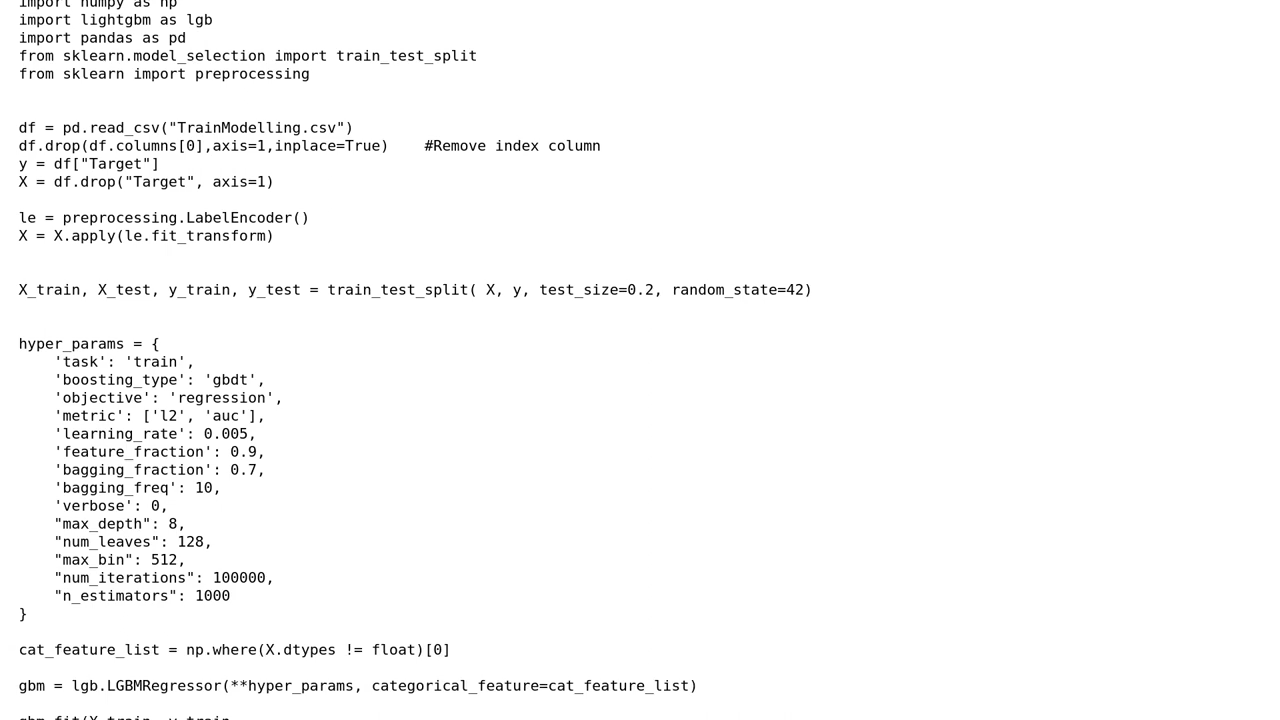 import numpy as np
import lightgbm as lgb
import pandas as pd
from sklearn.model_selection import train_test_split
from sklearn import preprocessing
df = pd.read_csv("TrainModelling.csv")
df.drop(df.columns[0],axis=1,inplace=True)    #Remove index column
y = df["Target"]
X = df.drop("Target", axis=1)
le = preprocessing.LabelEncoder()
X = X.apply(le.fit_transform)
X_train, X_test, y_train, y_test = train_test_split( X, y, test_size=0.2, random_state=42)
hyper_params = {
    'task': 'train',
    'boosting_type': 'gbdt',
    'objective': 'regression',
    'metric': ['l2', 'auc'],
    'learning_rate': 0.005,
    'feature_fraction': 0.9,
    'bagging_fraction': 0.7,
    'bagging_freq': 10,
    'verbose': 0,
    "max_depth": 8,
    "num_leaves": 128,
    "max_bin": 512,
    "num_iterations": 100000,
    "n_estimators": 1000
}
cat_feature_list = np.where(X.dtypes != float)[0]
gbm = lgb.LGBMRegressor(**hyper_params, categorical_feature=cat_feature_list)
gbm.fit(X_train, y_train,